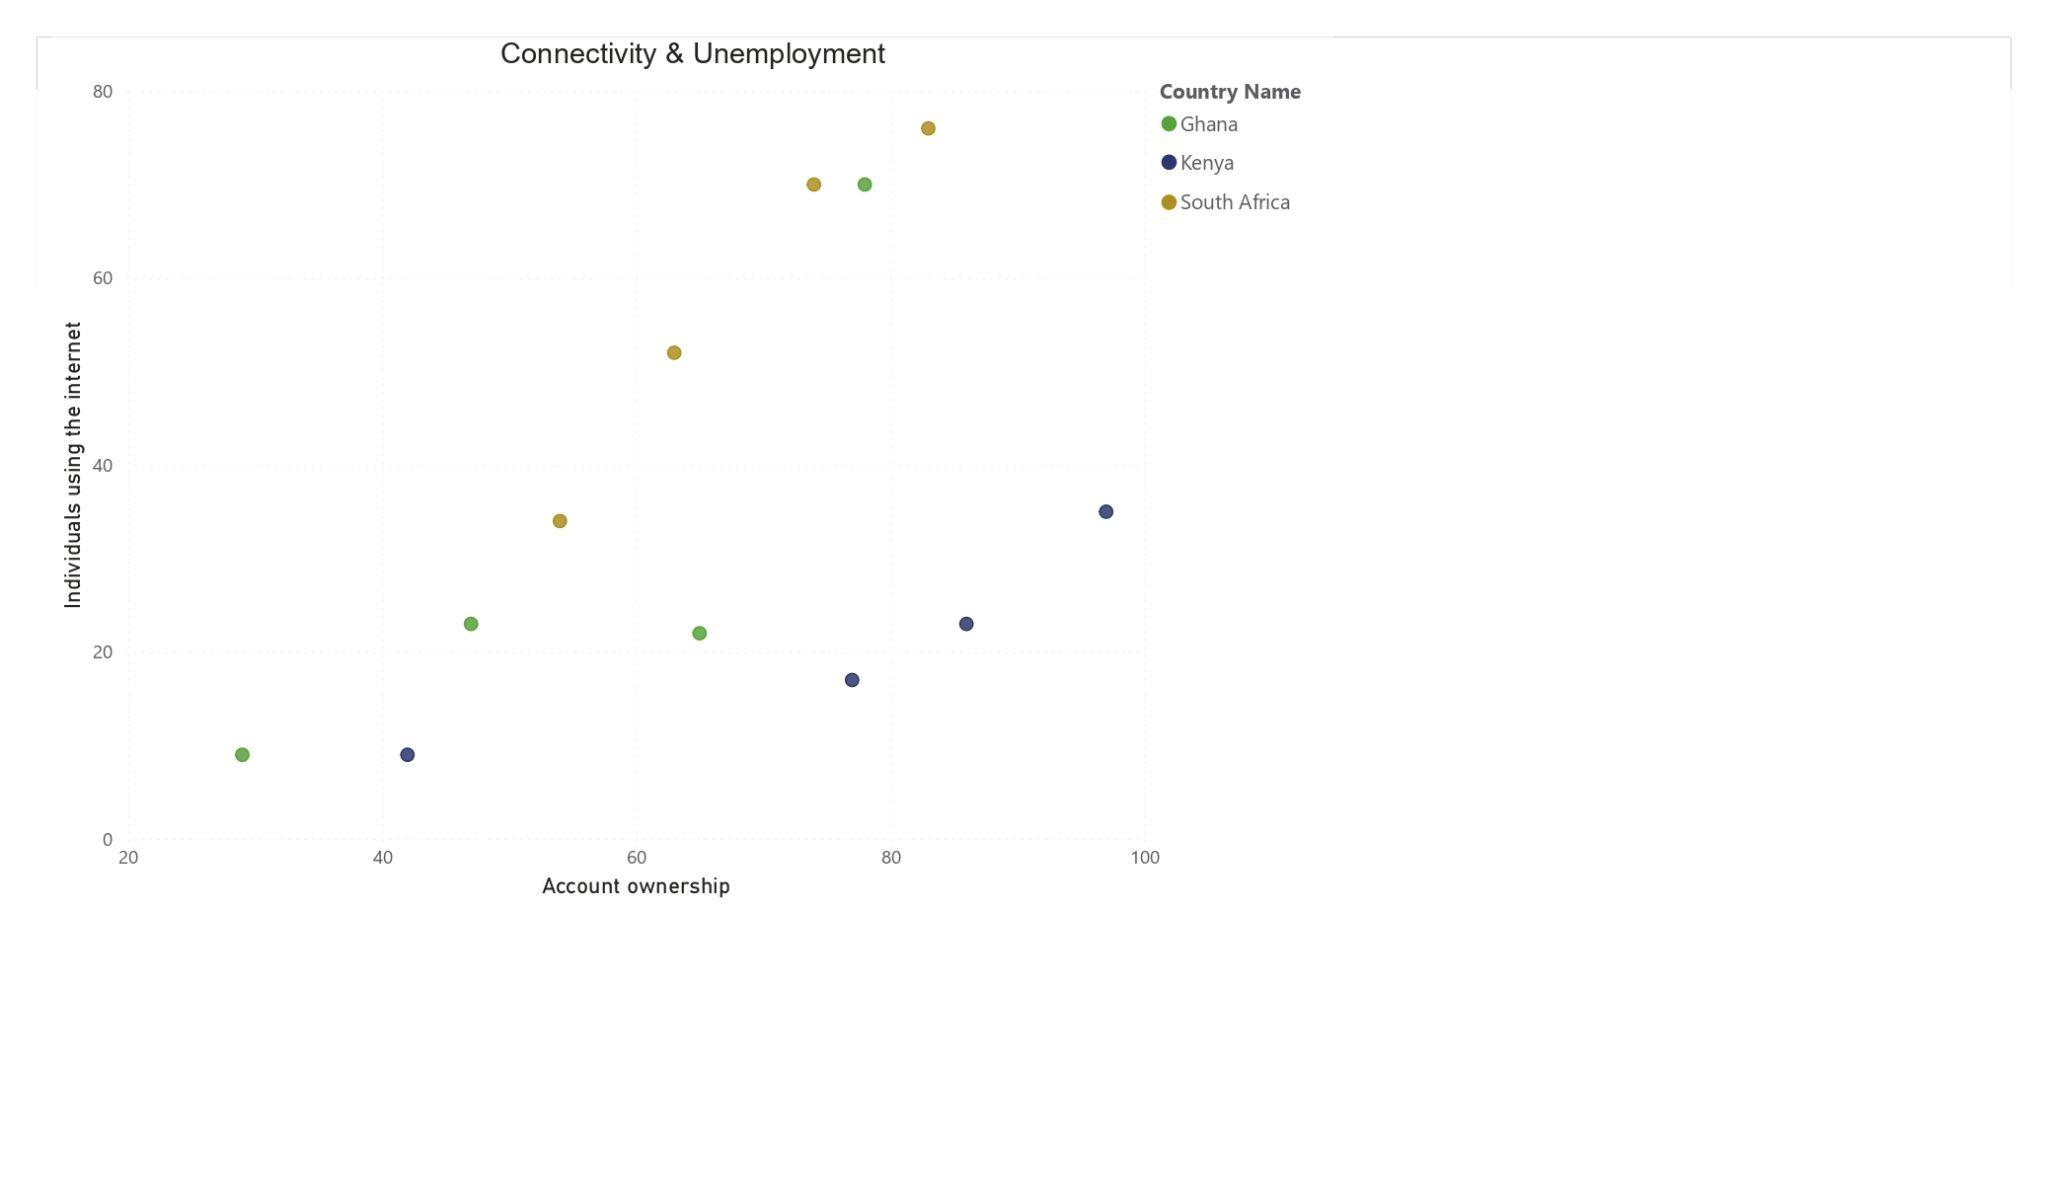 Connectivity & Unemployment
80
60
40
20
0
Individuals using the internet
20 40 60 80 100
Account ownership
Country Name
Ghana
Kenya
South Africa